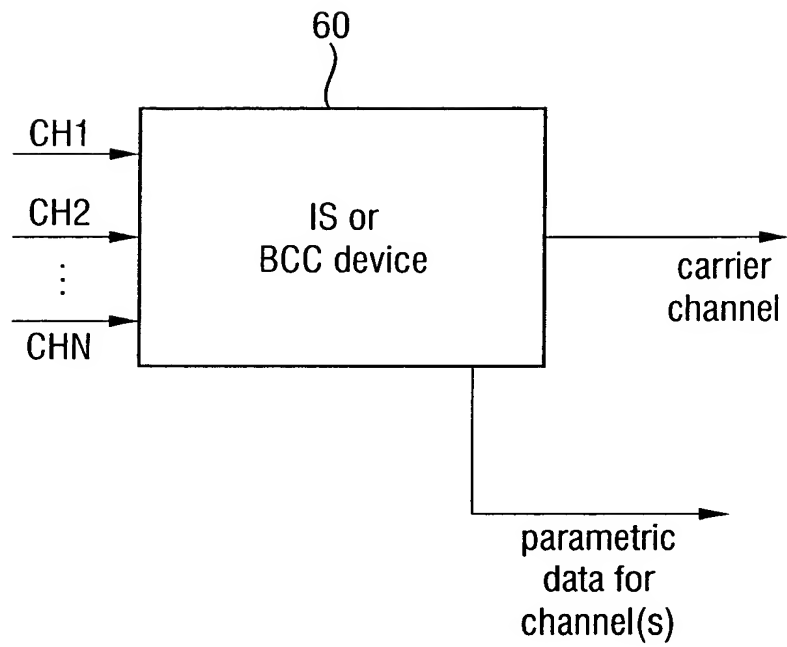 60
CH1
CH2
⋮
CHN
IS or
BCC device
carrier
channel
parametric
data for
channel(s)